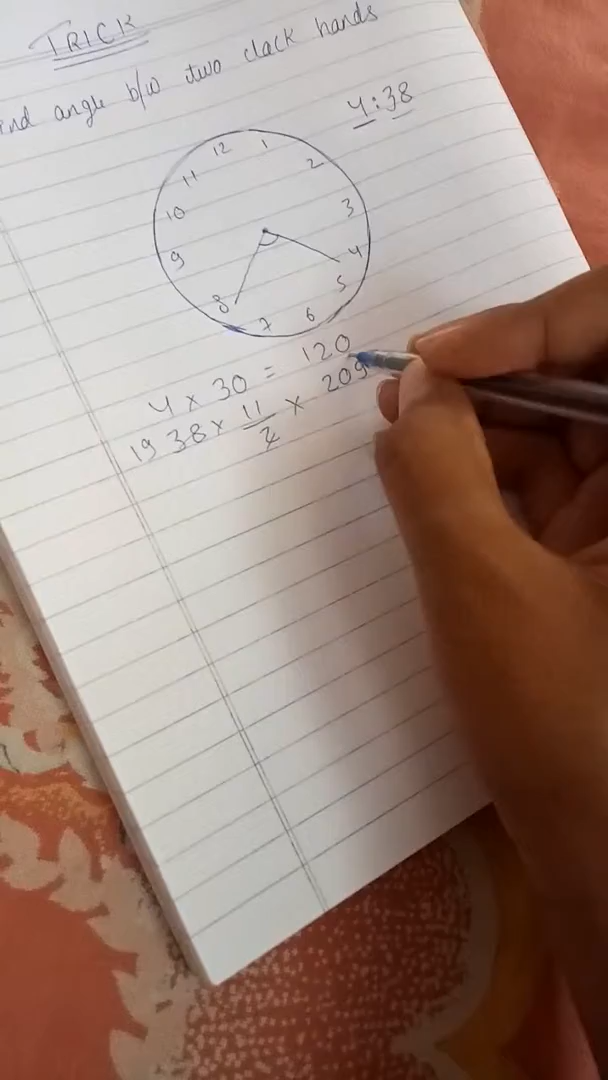 TRICK
ind angle b/w two clack hands
4:38
12 1
11 2
10 3
9 4
8 5
7 6
4 x 30 = 120
19 38 x 11/2 x 209